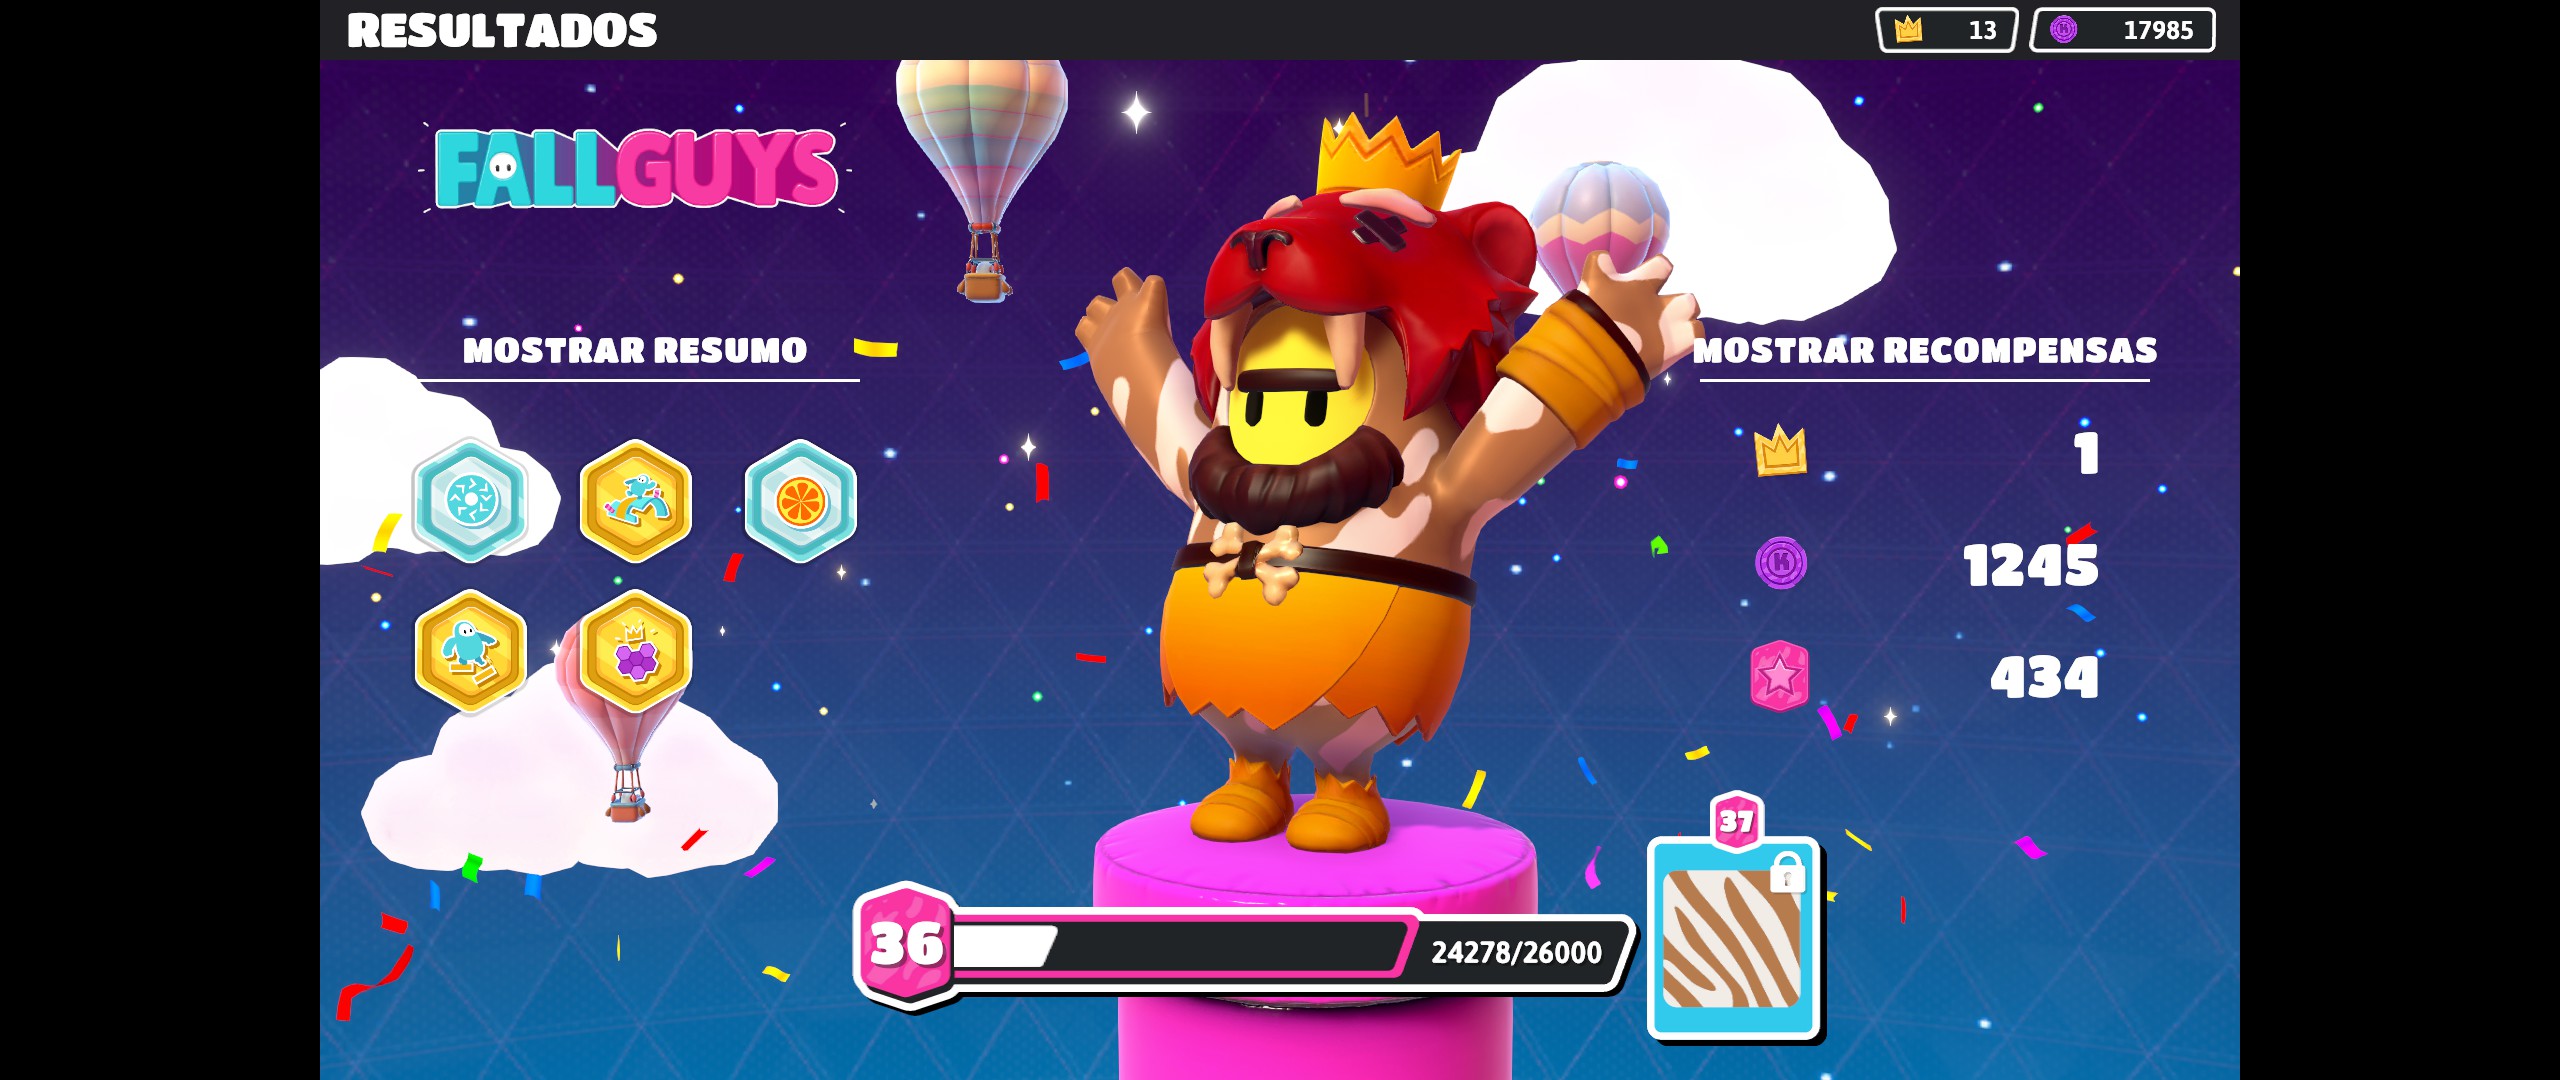 RESULTADOS
13
17985
FALLGUYS
MOSTRAR RESUMO
MOSTRAR RECOMPENSAS
1
K
1245
434
37
36
24278/26000